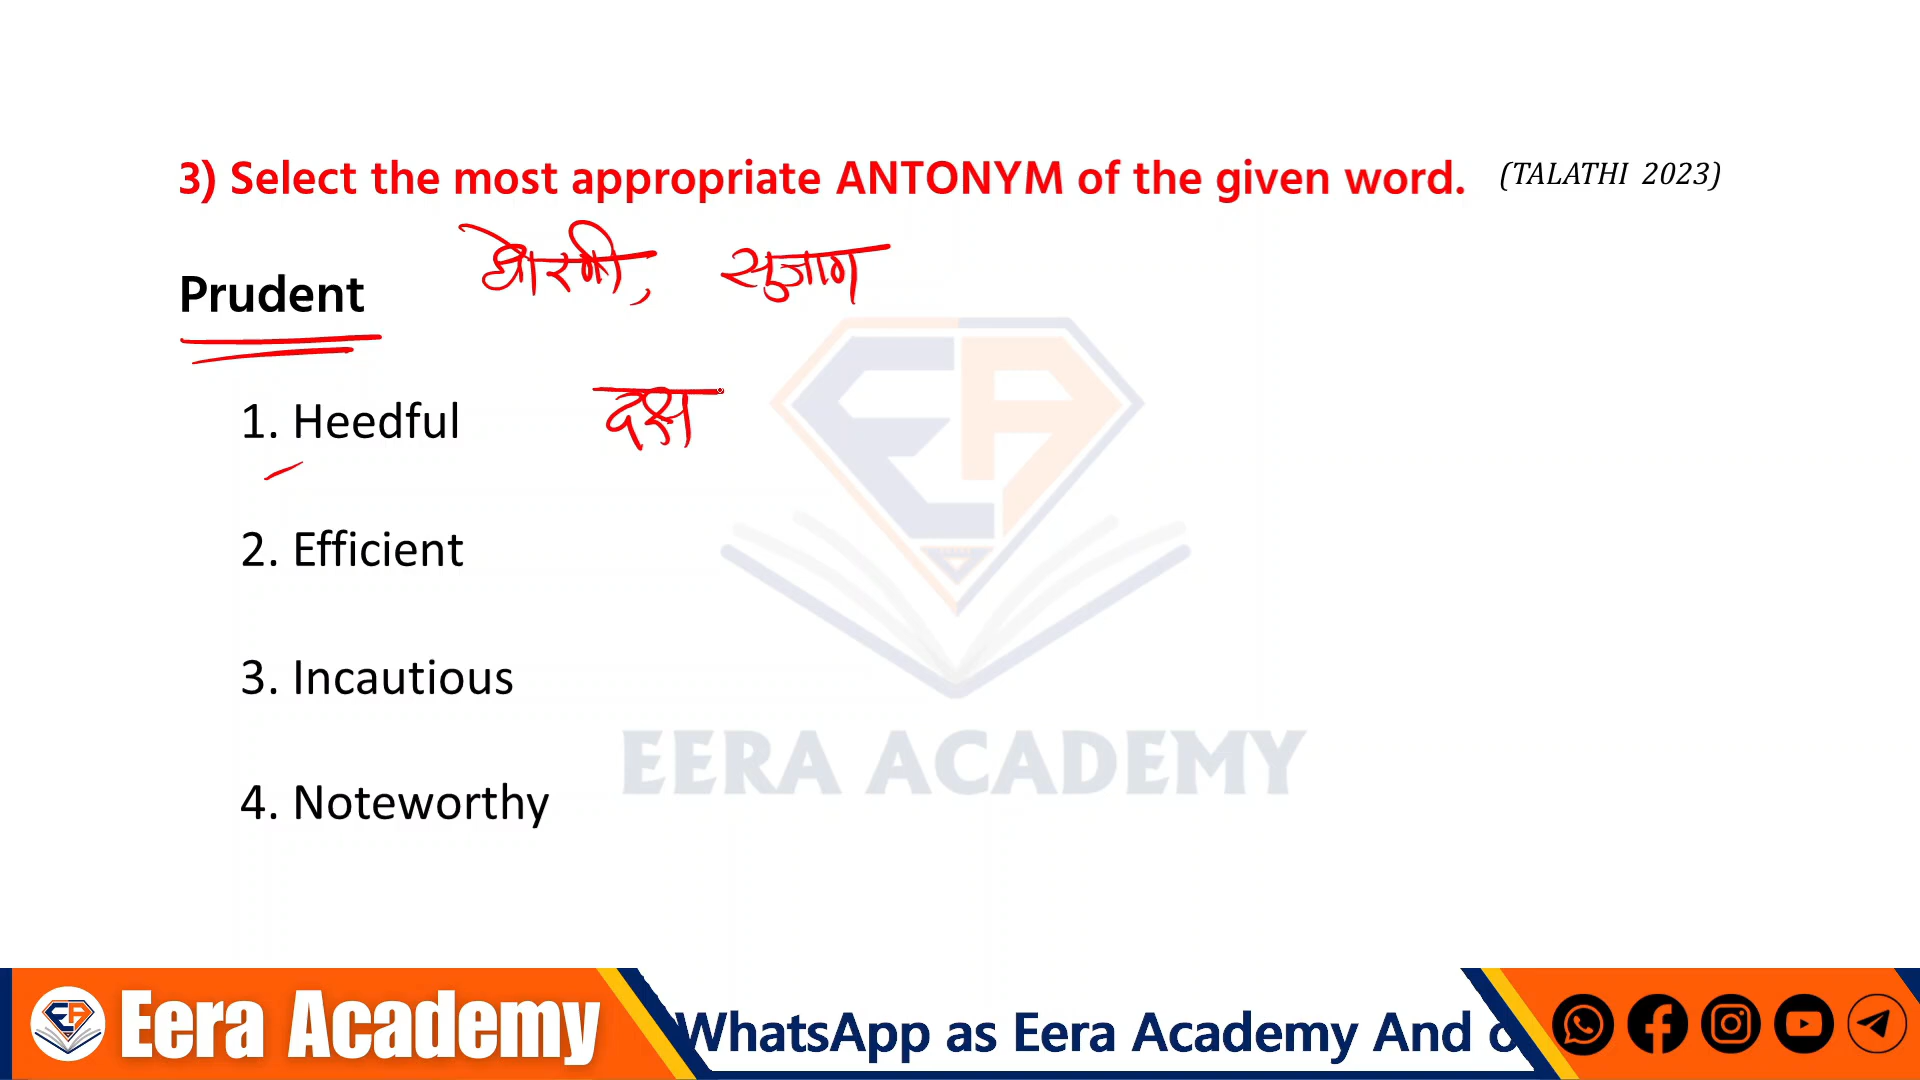 3) Select the most appropriate ANTONYM of the given word. (TALATHI 2023)
धोरणी, सुजाण
Prudent
1. Heedful दक्ष
2. Efficient
3. Incautious
4. Noteworthy
EERA ACADEMY
Eera Academy WhatsApp as Eera Academy And o